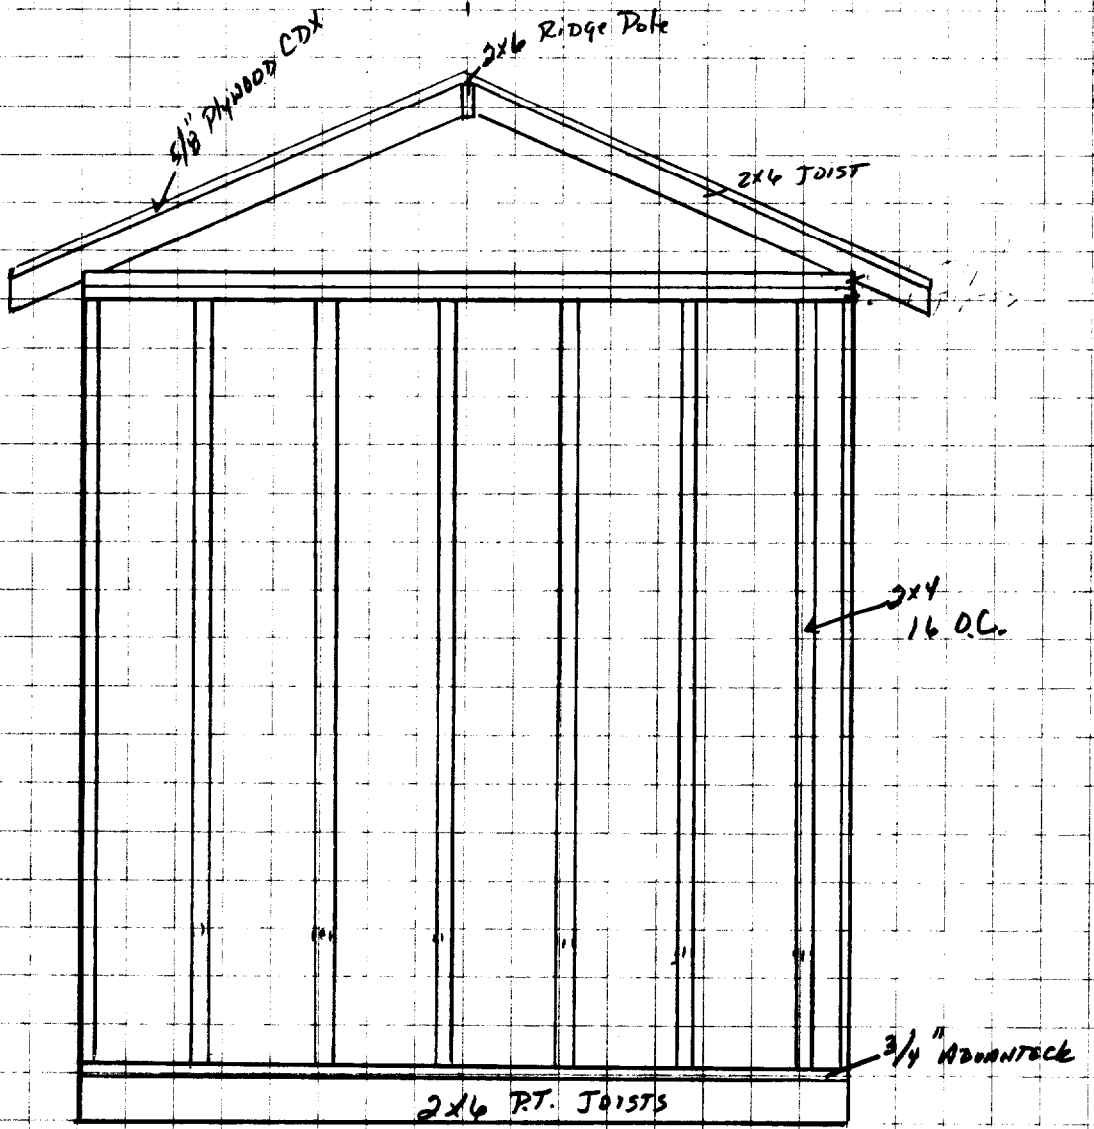 2x6 Ridge Pole
5/8" Plywood CDX
2x6 JOIST
2x4
16 O.C.
3/4" ADVANTECK
2x6 P.T. JOISTS